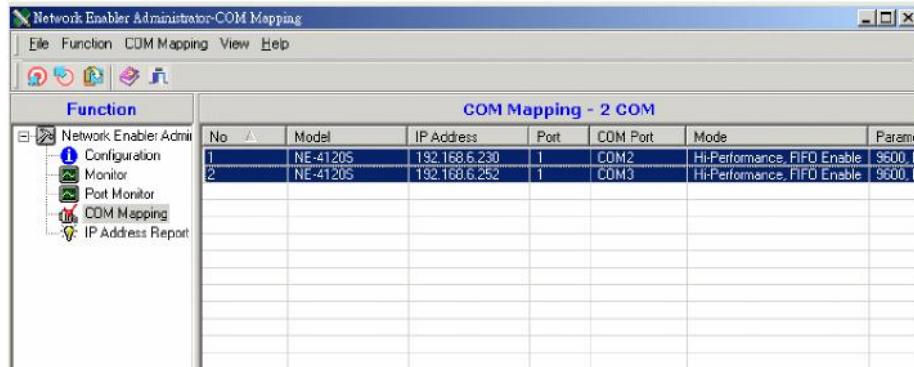 Network Enabler Administrator-COM Mapping
File Function COM Mapping View Help
Function
COM Mapping - 2 COM
Network Enabler Admi
Configuration
Monitor
Port Monitor
COM Mapping
IP Address Report
No Model IP Address Port COM Port Mode Param
1 NE-4120S 192.168.6.230 1 COM2 Hi-Performance, FIFO Enable 9600,
2 NE-4120S 192.168.6.252 1 COM3 Hi-Performance, FIFO Enable 9600,